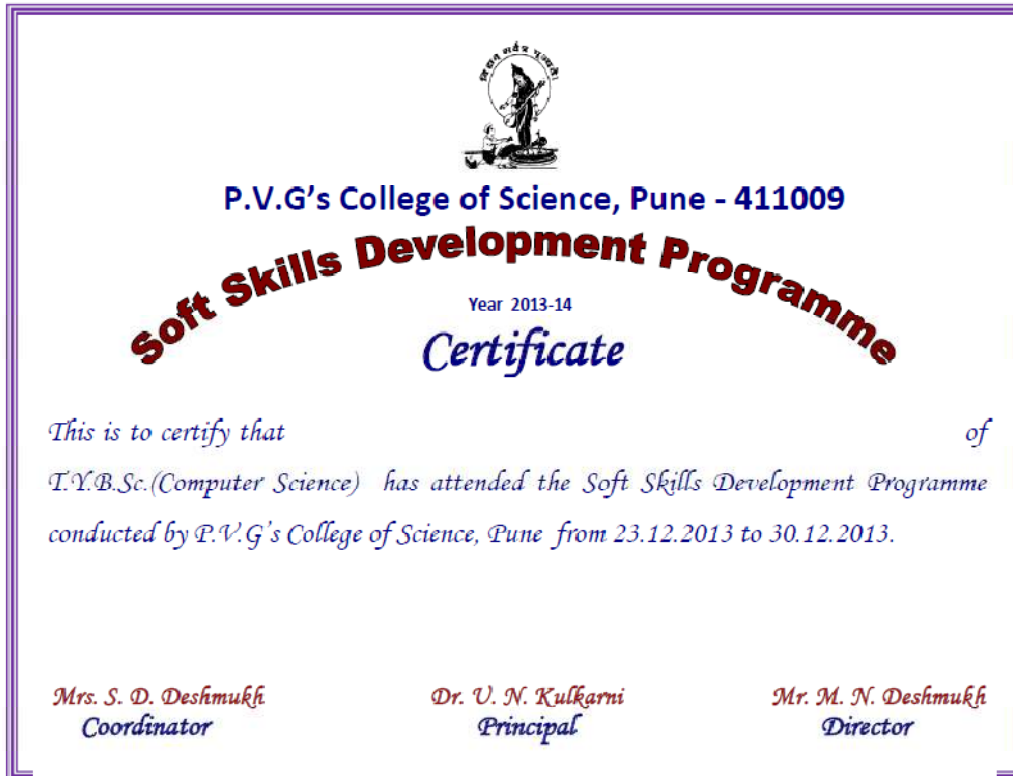 P.V.G's College of Science, Pune - 411009
Soft Skills Development Programme
Year 2013-14
Certificate
This is to certify that of
T.Y.B.Sc.(Computer Science) has attended the Soft Skills Development Programme
conducted by P.V.G's College of Science, Pune from 23.12.2013 to 30.12.2013.
Mrs. S. D. Deshmukh Dr. U. N. Kulkarni Mr. M. N. Deshmukh
Coordinator Principal Director